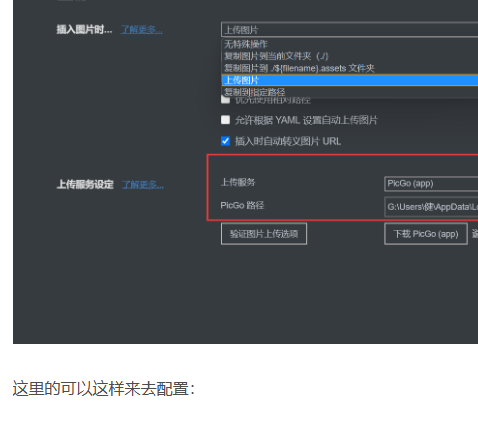 插入图片时... 了解更多...
上传图片
无特殊操作
复制图片到当前文件夹 (./)
复制图片到 ./${filename}.assets 文件夹
上传图片
复制到指定路径
优先使用相对路径
允许根据 YAML 设置自动上传图片
插入时自动转义图片 URL
上传服务设定 了解更多...
上传服务 PicGo (app)
PicGo 路径 G:\Users\健\AppData\L
验证图片上传选项 下载 PicGo (app)
这里的可以这样来去配置：